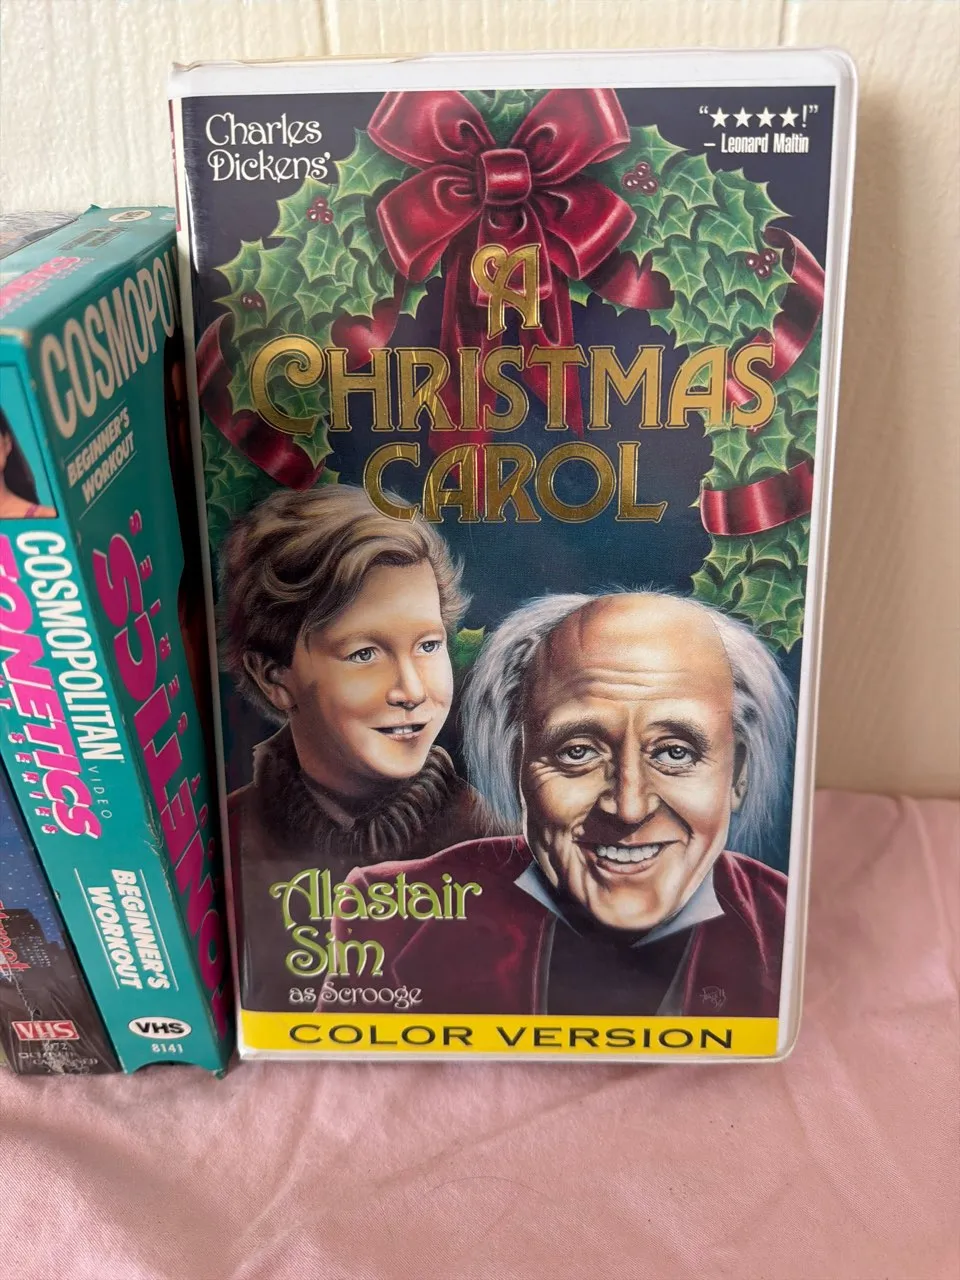 Charles
Dickens'
"★★★★!"
– Leonard Maltin
A
CHRISTMAS
CAROL
Alastair
Sim
as Scrooge
COLOR VERSION
COSMOPOLITAN
VIDEO
BEGINNER'S
WORKOUT
VHS
8141
BEGINNER'S
WORKOUT
SERIES
VHS